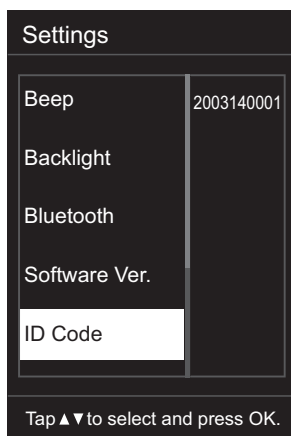 Settings
Beep
2003140001
Backlight
Bluetooth
Software Ver.
ID Code
Tap▲▼to select and press OK.